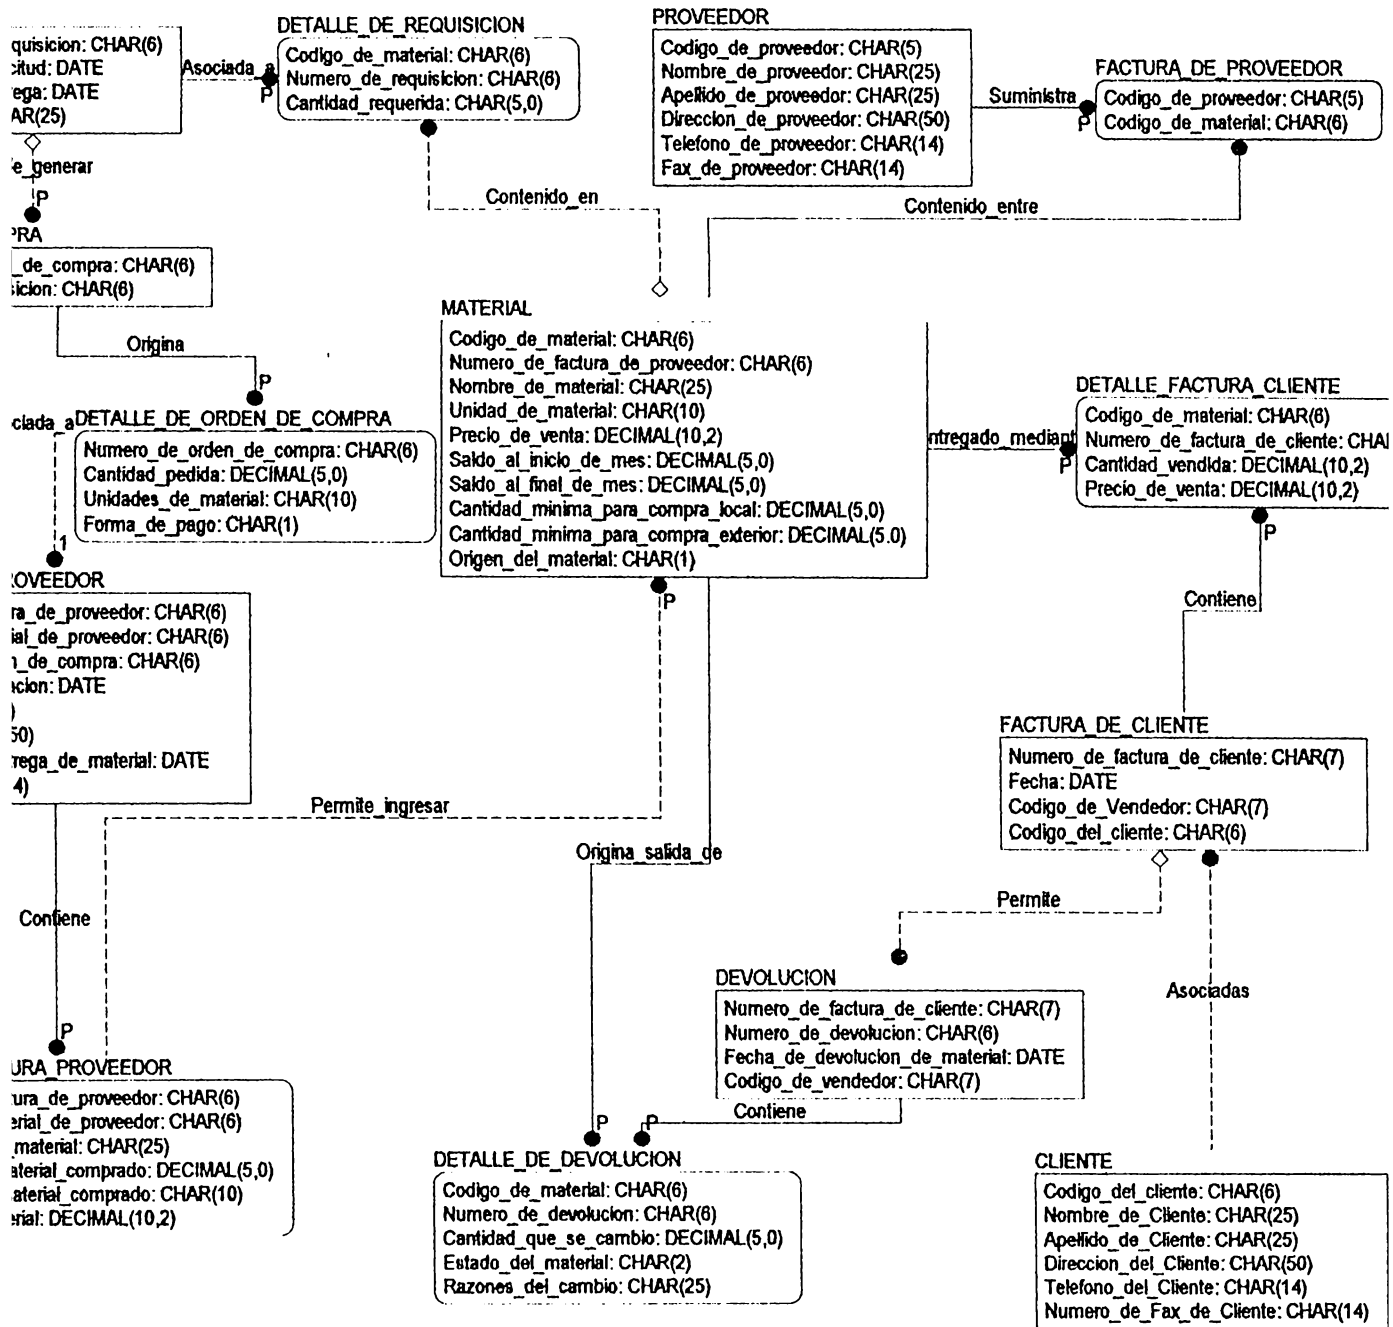 quisicion: CHAR(6)
citud: DATE
rega: DATE
AR(25)
Asociada_a
P
DETALLE_DE_REQUISICION
Codigo_de_material: CHAR(6)
Numero_de_requisicion: CHAR(6)
Cantidad_requerida: CHAR(5,0)
PROVEEDOR
Codigo_de_proveedor: CHAR(5)
Nombre_de_proveedor: CHAR(25)
Apellido_de_proveedor: CHAR(25)
Direccion_de_proveedor: CHAR(50)
Telefono_de_proveedor: CHAR(14)
Fax_de_proveedor: CHAR(14)
Suministra
P
FACTURA_DE_PROVEEDOR
Codigo_de_proveedor: CHAR(5)
Codigo_de_material: CHAR(6)
e_generar
P
Contenido_en
Contenido_entre
PRA
_de_compra: CHAR(6)
sicion: CHAR(6)
Origina
P
MATERIAL
Codigo_de_material: CHAR(6)
Numero_de_factura_de_proveedor: CHAR(6)
Nombre_de_material: CHAR(25)
Unidad_de_material: CHAR(10)
Precio_de_venta: DECIMAL(10,2)
Saldo_al_inicio_de_mes: DECIMAL(5,0)
Saldo_al_final_de_mes: DECIMAL(5,0)
Cantidad_minima_para_compra_local: DECIMAL(5,0)
Cantidad_minima_para_compra_exterior: DECIMAL(5.0)
Origen_del_material: CHAR(1)
P
ntregado_mediant
P
DETALLE_FACTURA_CLIENTE
Codigo_de_material: CHAR(6)
Numero_de_factura_de_cliente: CHA
Cantidad_vendida: DECIMAL(10,2)
Precio_de_venta: DECIMAL(10,2)
P
ciada_a
DETALLE_DE_ORDEN_DE_COMPRA
Numero_de_orden_de_compra: CHAR(6)
Cantidad_pedida: DECIMAL(5,0)
Unidades_de_material: CHAR(10)
Forma_de_pago: CHAR(1)
1
ROVEEDOR
ra_de_proveedor: CHAR(6)
ial_de_proveedor: CHAR(6)
n_de_compra: CHAR(6)
acion: DATE
)
50)
rega_de_material: DATE
4)
Contiene
FACTURA_DE_CLIENTE
Numero_de_factura_de_cliente: CHAR(7)
Fecha: DATE
Codigo_de_Vendedor: CHAR(7)
Codigo_del_cliente: CHAR(6)
Permite_ingresar
Origina_salida_de
Contiene
P
Permite
Asociadas
DEVOLUCION
Numero_de_factura_de_cliente: CHAR(7)
Numero_de_devolucion: CHAR(6)
Fecha_de_devolucion_de_material: DATE
Codigo_de_vendedor: CHAR(7)
Contiene
P
P
URA_PROVEEDOR
tura_de_proveedor: CHAR(6)
erial_de_proveedor: CHAR(6)
_material: CHAR(25)
aterial_comprado: DECIMAL(5,0)
aterial_comprado: CHAR(10)
erial: DECIMAL(10,2)
DETALLE_DE_DEVOLUCION
Codigo_de_material: CHAR(6)
Numero_de_devolucion: CHAR(6)
Cantidad_que_se_cambio: DECIMAL(5,0)
Estado_del_material: CHAR(2)
Razones_del_cambio: CHAR(25)
CLIENTE
Codigo_del_cliente: CHAR(6)
Nombre_de_Cliente: CHAR(25)
Apellido_de_Cliente: CHAR(25)
Direccion_del_Cliente: CHAR(50)
Telefono_del_Cliente: CHAR(14)
Numero_de_Fax_de_Cliente: CHAR(14)